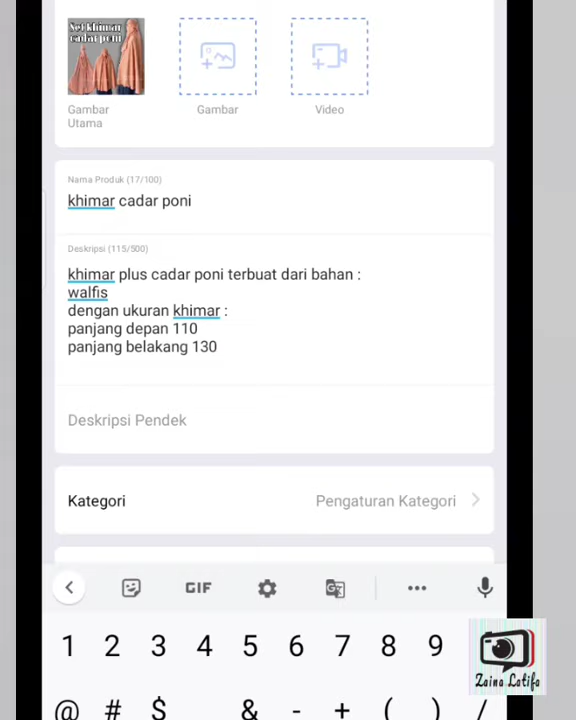 Set khimar
cadar poni
Gambar
Utama
Gambar
Video
Nama Produk (17/100)
khimar cadar poni
Deskripsi (115/500)
khimar plus cadar poni terbuat dari bahan :
walfis
dengan ukuran khimar :
panjang depan 110
panjang belakang 130
Deskripsi Pendek
Kategori
Pengaturan Kategori
GIF
1 2 3 4 5 6 7 8 9
@ # $ & - + ( ) /
Zaina Latifa